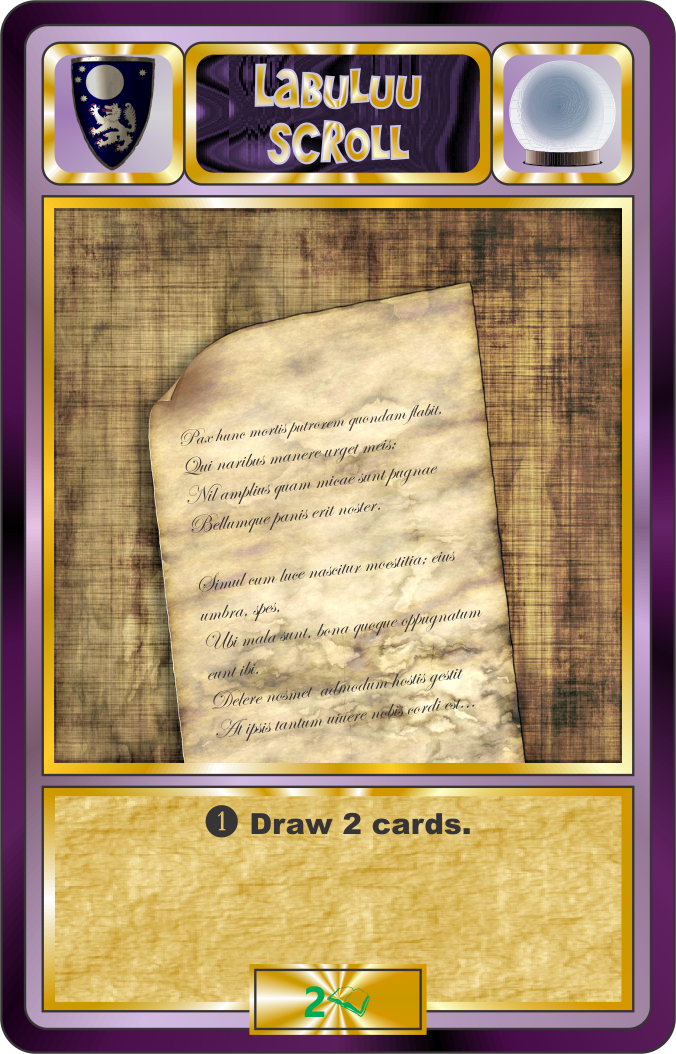 LABULUU
SCROLL
Pax hunc mortis putrorem quondam flabit,
Qui naribus manere urget meis;
Nil amplius quam micae sunt pugnae
Bellumque panis erit noster.
Simul cum luce nascitur moestitia; eius
umbra, spes.
Ubi mala sunt, bona quoque oppugnatum
eunt ibi.
Delere nosmet admodum hostis gestit
At ipsis tantum uiuere nobis cordi est...
1 Draw 2 cards.
2